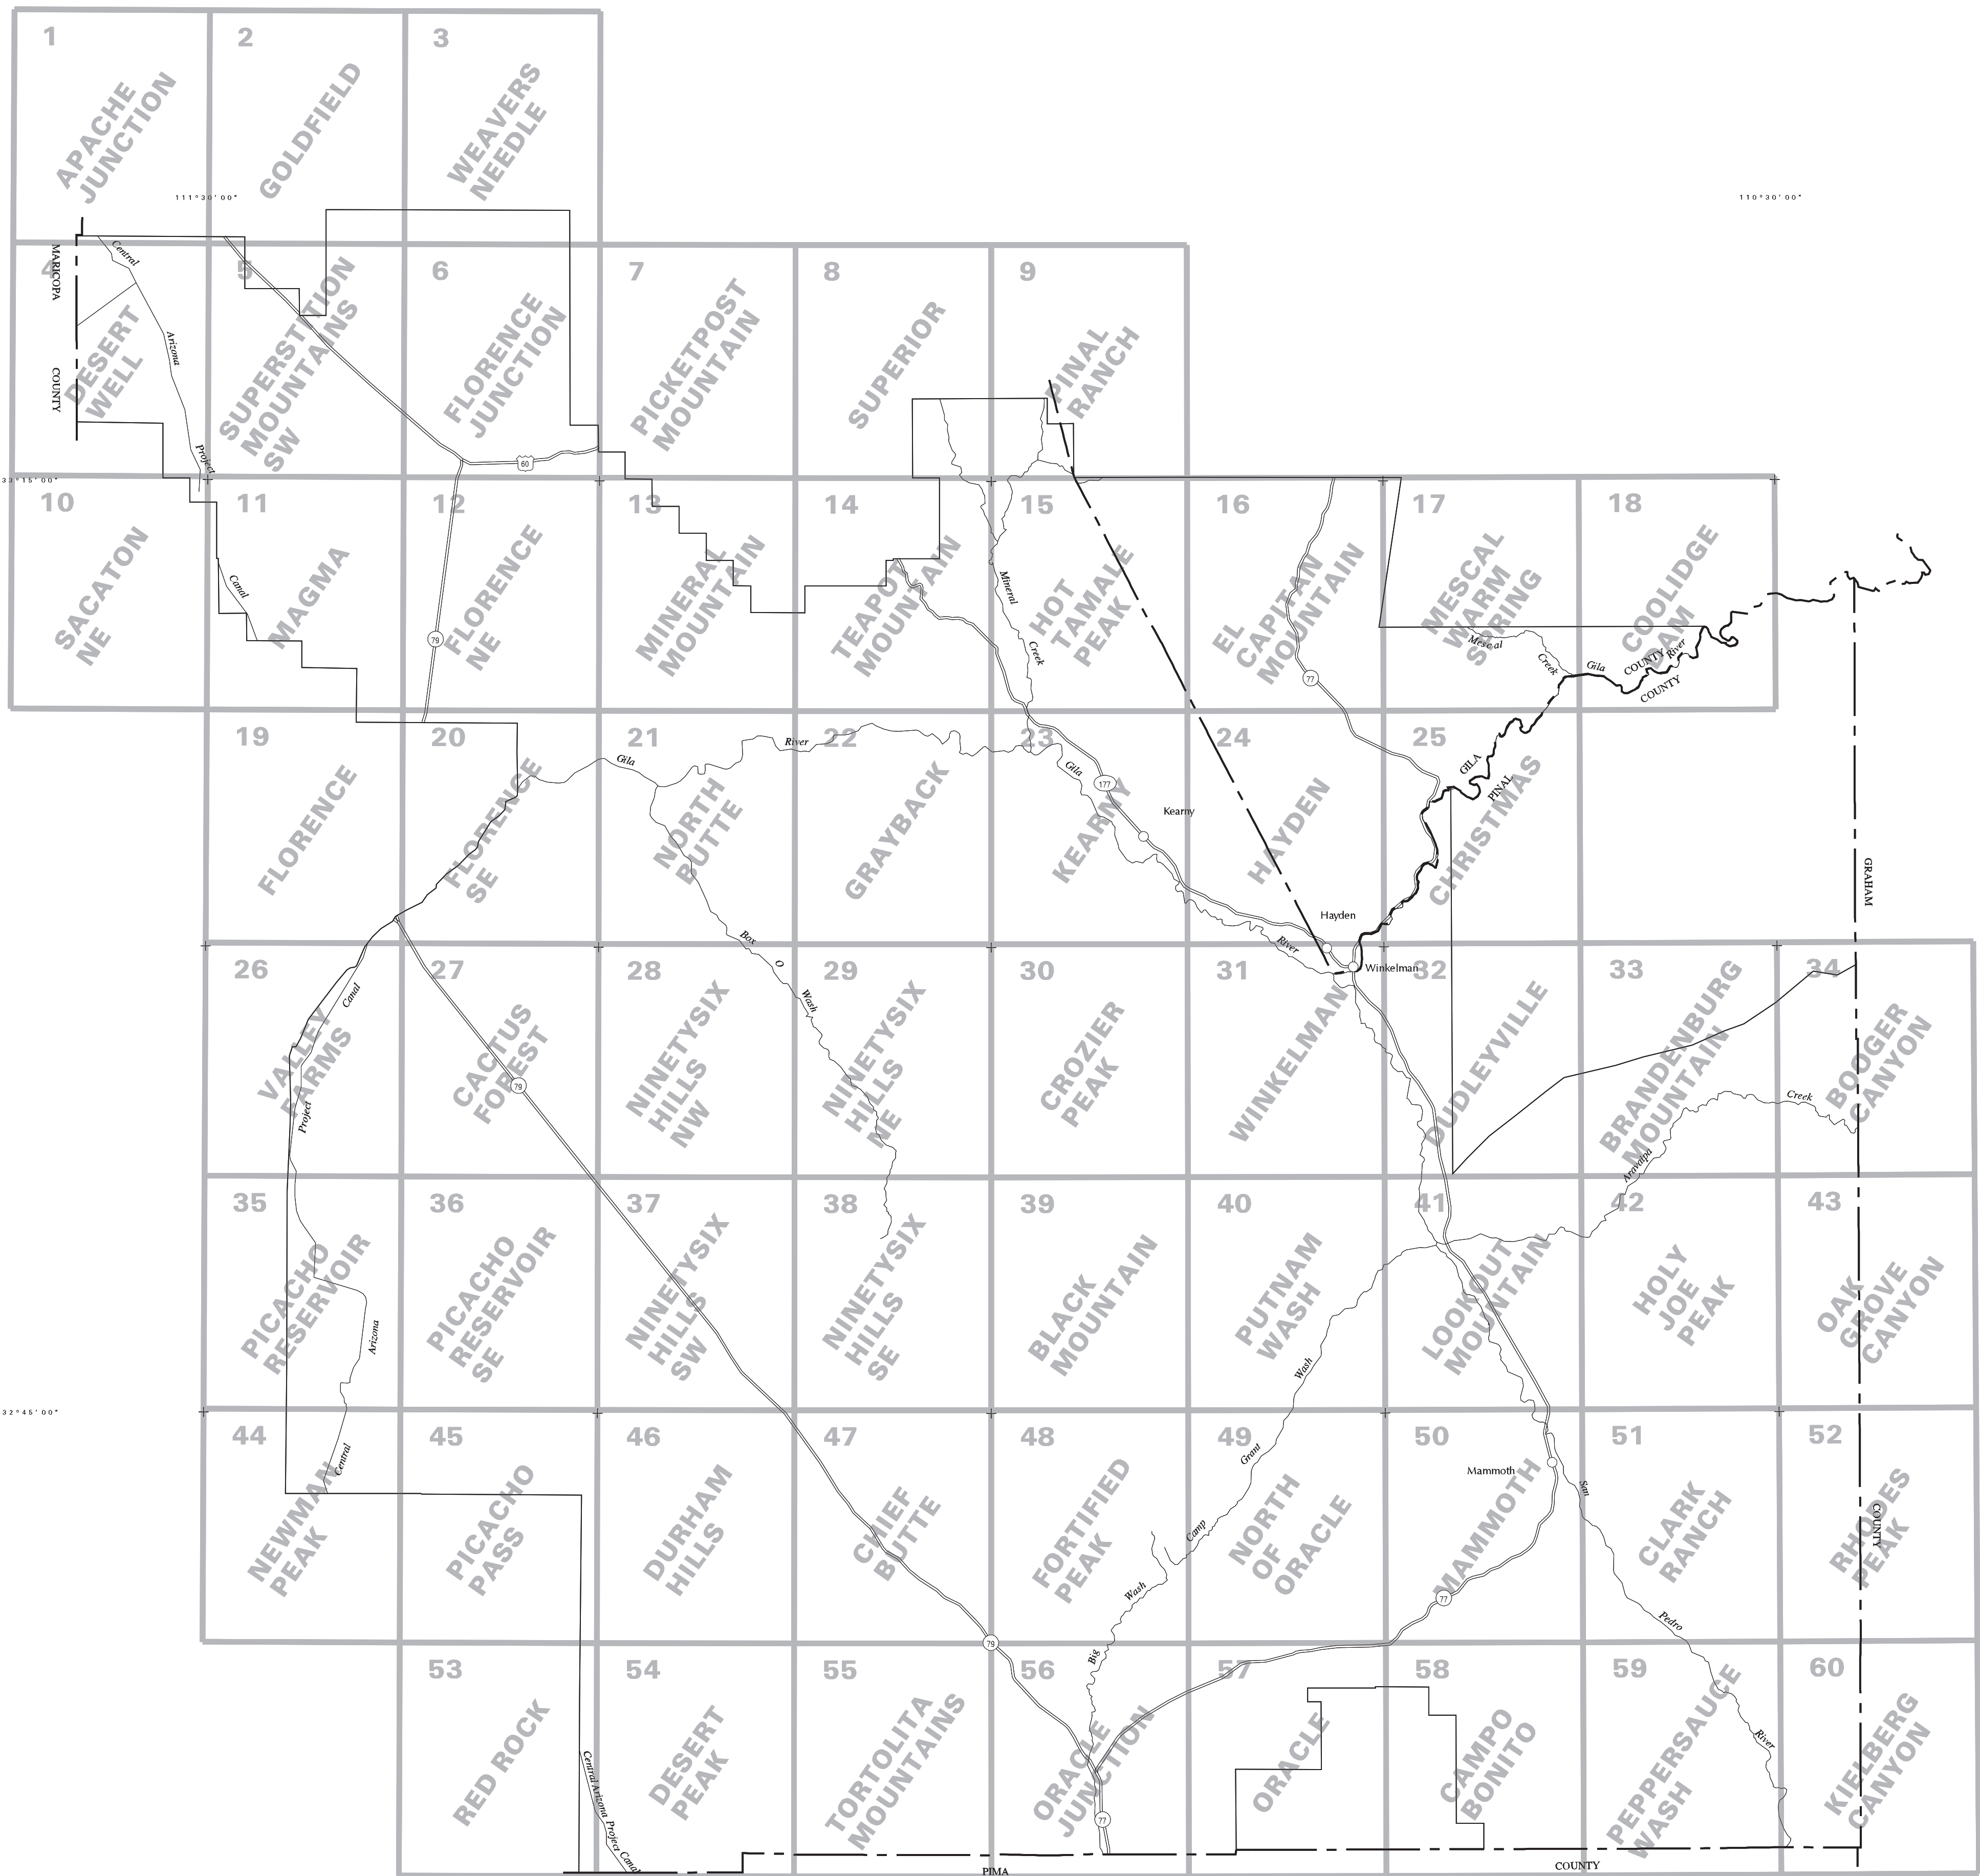 1
APACHE
JUNCTION
2
GOLDFIELD
3
WEAVERS
NEEDLE
111°30'00"
110°30'00"
MARICOPA
COUNTY
Central
Arizona
Project
4
DESERT
WELL
5
SUPERSTITION
MOUNTAINS
SW
6
FLORENCE
JUNCTION
60
7
PICKETPOST
MOUNTAIN
8
SUPERIOR
9
PINAL
RANCH
33°15'00"
10
SACATON
NE
11
MAGMA
Canal
12
FLORENCE
NE
79
13
MINERAL
MOUNTAIN
14
TEAPOT
MOUNTAIN
15
HOT
TAMALE
PEAK
Mineral
Creek
16
EL
CAPITAN
MOUNTAIN
77
17
MESCAL
WARM
SPRING
Mescal
Creek
18
COOLIDGE
DAM
Gila
River
COUNTY
COUNTY
19
FLORENCE
20
FLORENCE
SE
21
NORTH
BUTTE
Gila
River
22
GRAYBACK
23
KEARNY
Gila
177
Kearny
24
HAYDEN
Hayden
River
25
CHRISTMAS
GILA
PINAL
GRAHAM
COUNTY
26
VALLEY
FARMS
Canal
Project
27
CACTUS
FOREST
79
28
NINETYSIX
HILLS
NW
Box
O
Wash
29
NINETYSIX
HILLS
NE
30
CROZIER
PEAK
31
WINKELMAN
Winkelman
32
DUDLEYVILLE
33
BRANDENBURG
MOUNTAIN
34
BOOGER
CANYON
Aravaipa
Creek
35
PICACHO
RESERVOIR
Arizona
36
PICACHO
RESERVOIR
SE
37
NINETYSIX
HILLS
SW
38
NINETYSIX
HILLS
SE
39
BLACK
MOUNTAIN
40
PUTNAM
WASH
Wash
41
LOOKOUT
MOUNTAIN
42
HOLY
JOE
PEAK
43
OAK
GROVE
CANYON
32°45'00"
44
NEWMAN
PEAK
Central
45
PICACHO
PASS
46
DURHAM
HILLS
47
CHIEF
BUTTE
48
FORTIFIED
PEAK
Camp
Grant
49
NORTH
OF
ORACLE
50
MAMMOTH
Mammoth
77
51
CLARK
RANCH
San
Pedro
River
52
RHODES
PEAK
53
RED ROCK
Central Arizona Project Canal
54
DESERT
PEAK
55
TORTOLITA
MOUNTAINS
79
56
ORACLE
JUNCTION
Big
Wash
77
57
ORACLE
58
CAMPO
BONITO
59
PEPPERSAUCE
WASH
60
KIELBERG
CANYON
PIMA
COUNTY